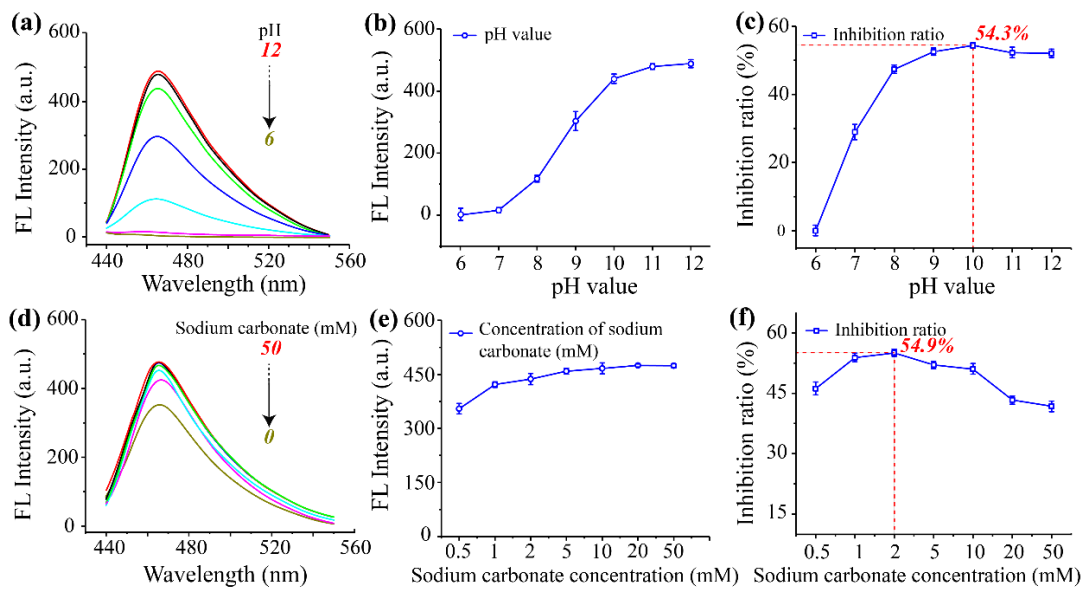 (a)
600
400
200
0
FL Intensity (a.u.)
pH
12
6
440
480
520
560
Wavelength (nm)
(b)
600
500
400
300
200
100
0
FL Intensity (a.u.)
pH value
6
7
8
9
10
11
12
pH value
(c)
60
40
20
0
Inhibition ratio (%)
Inhibition ratio
54.3%
6
7
8
9
10
11
12
pH value
(d)
600
400
200
0
FL Intensity (a.u.)
Sodium carbonate (mM)
50
0
440
480
520
560
Wavelength (nm)
(e)
600
450
300
150
0
FL Intensity (a.u.)
Concentration of sodium
carbonate (mM)
0.5
1
2
5
10
20
50
Sodium carbonate concentration (mM)
(f)
60
45
30
15
Inhibition ratio (%)
Inhibition ratio
54.9%
0.5
1
2
5
10
20
50
Sodium carbonate concentration (mM)